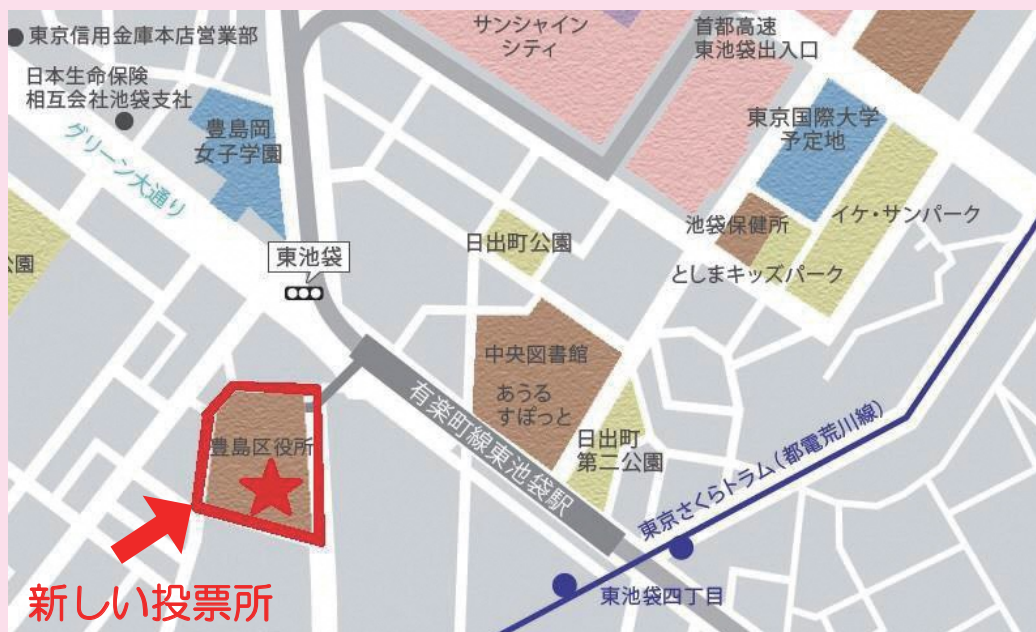 東京信用金庫本店営業部
日本生命保険
相互会社池袋支社
グリーン大通り
豊島岡
女子学園
サンシャイン
シティ
首都高速
東池袋出入口
東京国際大学
予定地
イケ・サンパーク
池袋保健所
としまキッズパーク
日出町公園
東池袋
公園
中央図書館
あうる
すぽっと
日出町
第二公園
有楽町線東池袋駅
豊島区役所
東京さくらトラム(都電荒川線)
東池袋四丁目
新しい投票所